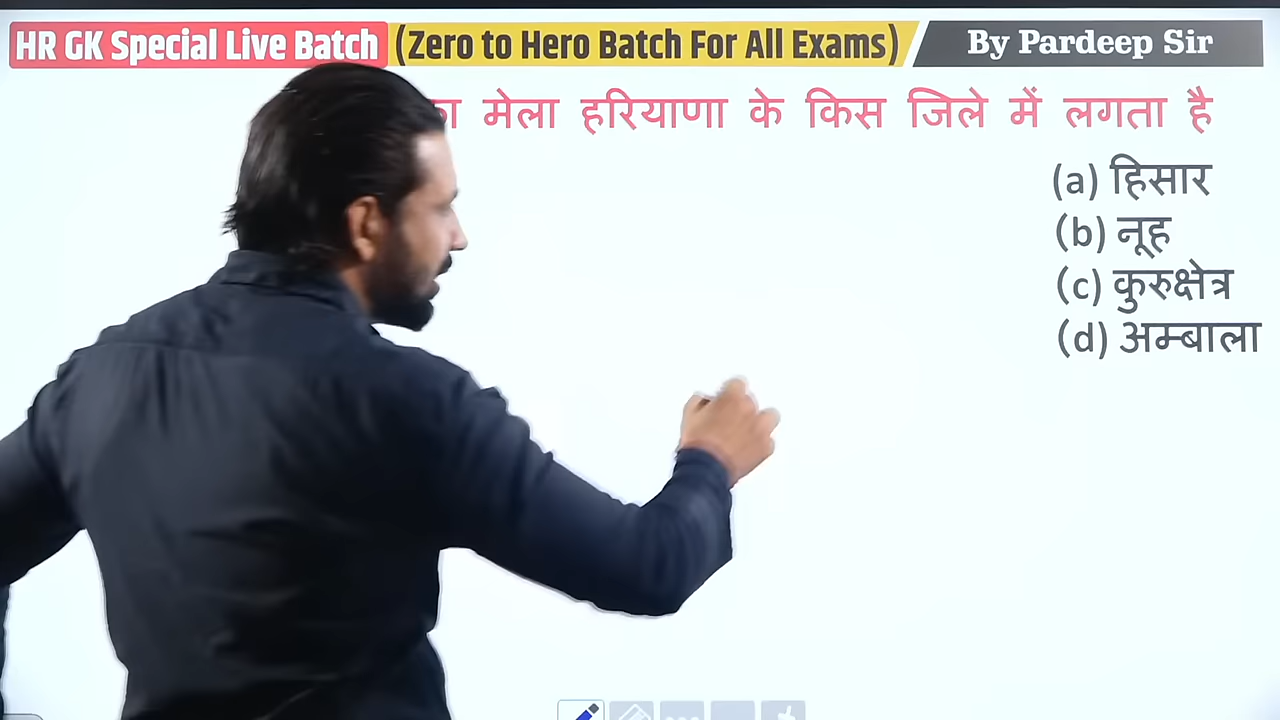 HR GK Special Live Batch (Zero to Hero Batch For All Exams) By Pardeep Sir
मेला हरियाणा के किस जिले में लगता है
(a) हिसार
(b) नूह
(c) कुरुक्षेत्र
(d) अम्बाला